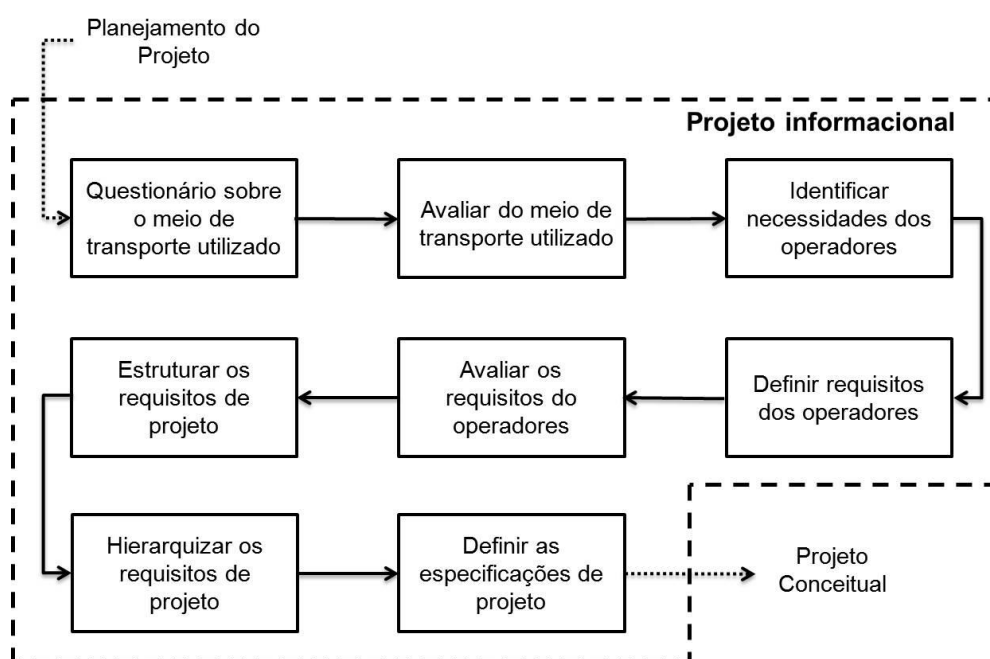 Planejamento do
Projeto
Projeto informacional
Questionário sobre
o meio de
transporte utilizado
Avaliar do meio de
transporte utilizado
Identificar
necessidades dos
operadores
Definir requisitos
dos operadores
Avaliar os
requisitos do
operadores
Estruturar os
requisitos de
projeto
Hierarquizar os
requisitos de
projeto
Definir as
especificações de
projeto
Projeto
Conceitual